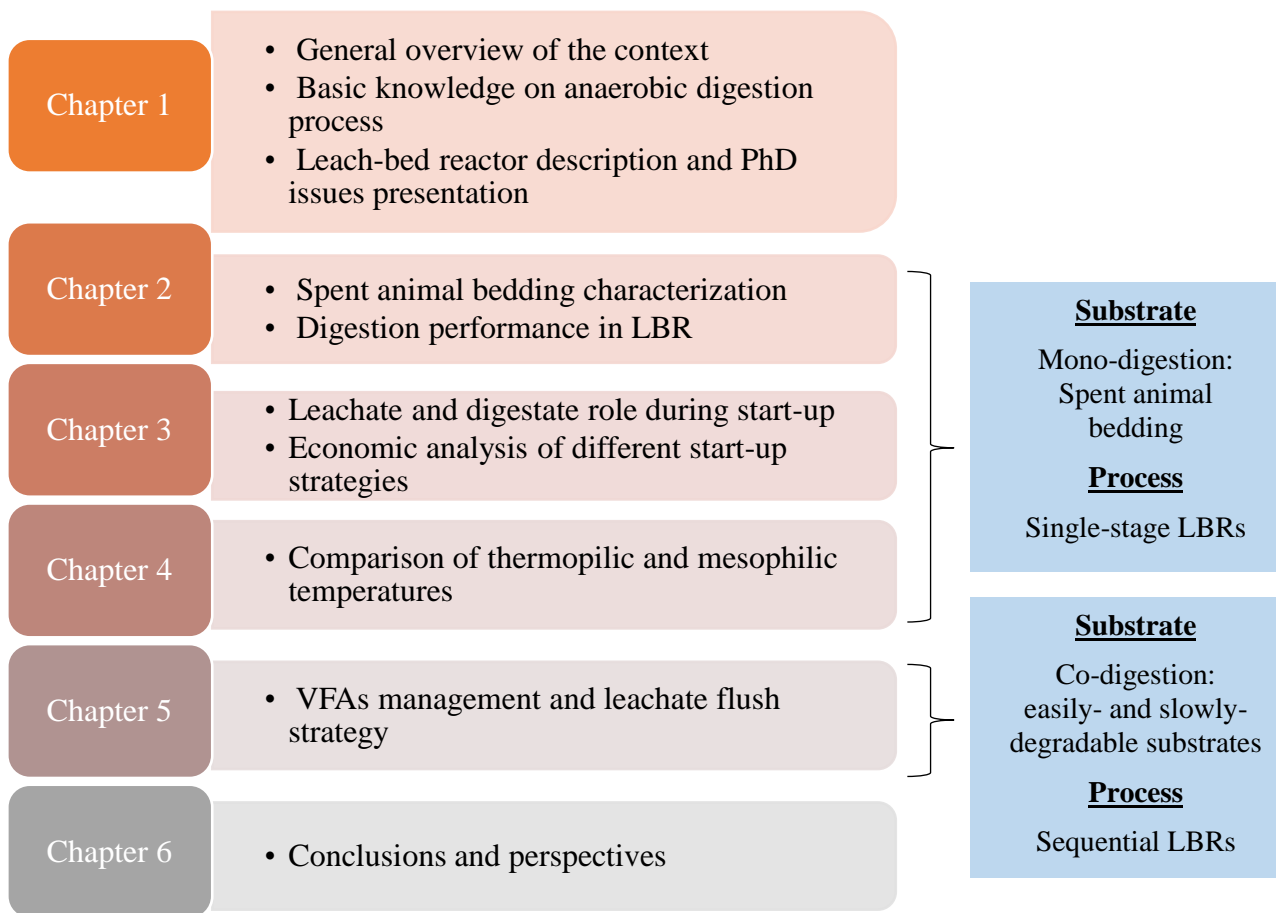 Chapter 1
• General overview of the context
• Basic knowledge on anaerobic digestion
process
• Leach-bed reactor description and PhD
issues presentation
Chapter 2
• Spent animal bedding characterization
• Digestion performance in LBR
Chapter 3
• Leachate and digestate role during start-up
• Economic analysis of different start-up
strategies
Chapter 4
• Comparison of thermopilic and mesophilic
temperatures
Substrate
Mono-digestion:
Spent animal
bedding
Process
Single-stage LBRs
Chapter 5
• VFAs management and leachate flush
strategy
Substrate
Co-digestion:
easily- and slowly-
degradable substrates
Process
Sequential LBRs
Chapter 6
• Conclusions and perspectives